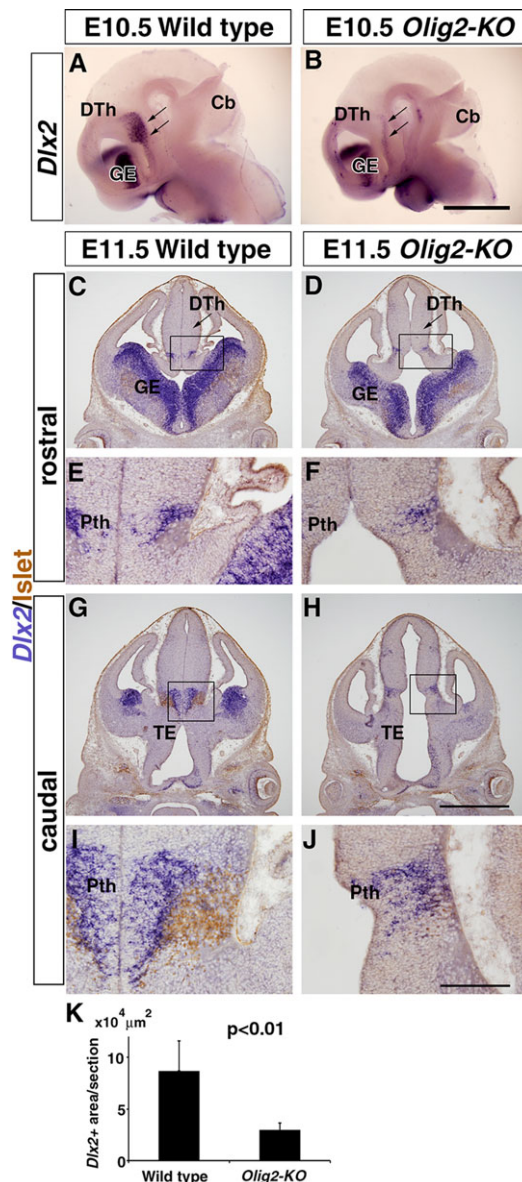 E10.5 Wild type
E10.5 Olig2-KO
Dlx2
A
DTh
Cb
GE
B
DTh
Cb
GE
E11.5 Wild type
E11.5 Olig2-KO
Dlx2/Islet
rostral
C
DTh
GE
D
DTh
GE
E
Pth
F
Pth
caudal
G
TE
H
TE
I
Pth
J
Pth
K
x10⁴μm²
p<0.01
Dlx2+ area/section
10
5
0
Wild type
Olig2-KO